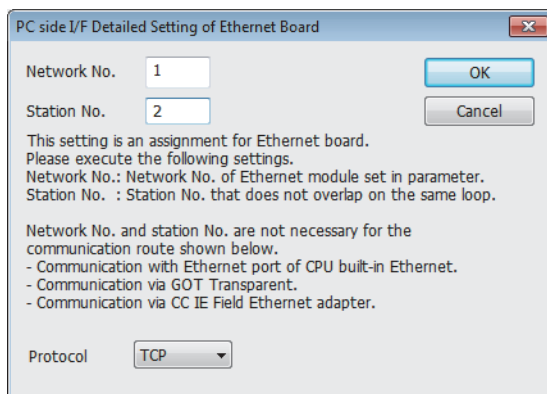 PC side I/F Detailed Setting of Ethernet Board
Network No. 1 OK
Station No. 2 Cancel
This setting is an assignment for Ethernet board.
Please execute the following settings.
Network No.: Network No. of Ethernet module set in parameter.
Station No. : Station No. that does not overlap on the same loop.
Network No. and station No. are not necessary for the
communication route shown below.
- Communication with Ethernet port of CPU built-in Ethernet.
- Communication via GOT Transparent.
- Communication via CC IE Field Ethernet adapter.
Protocol TCP